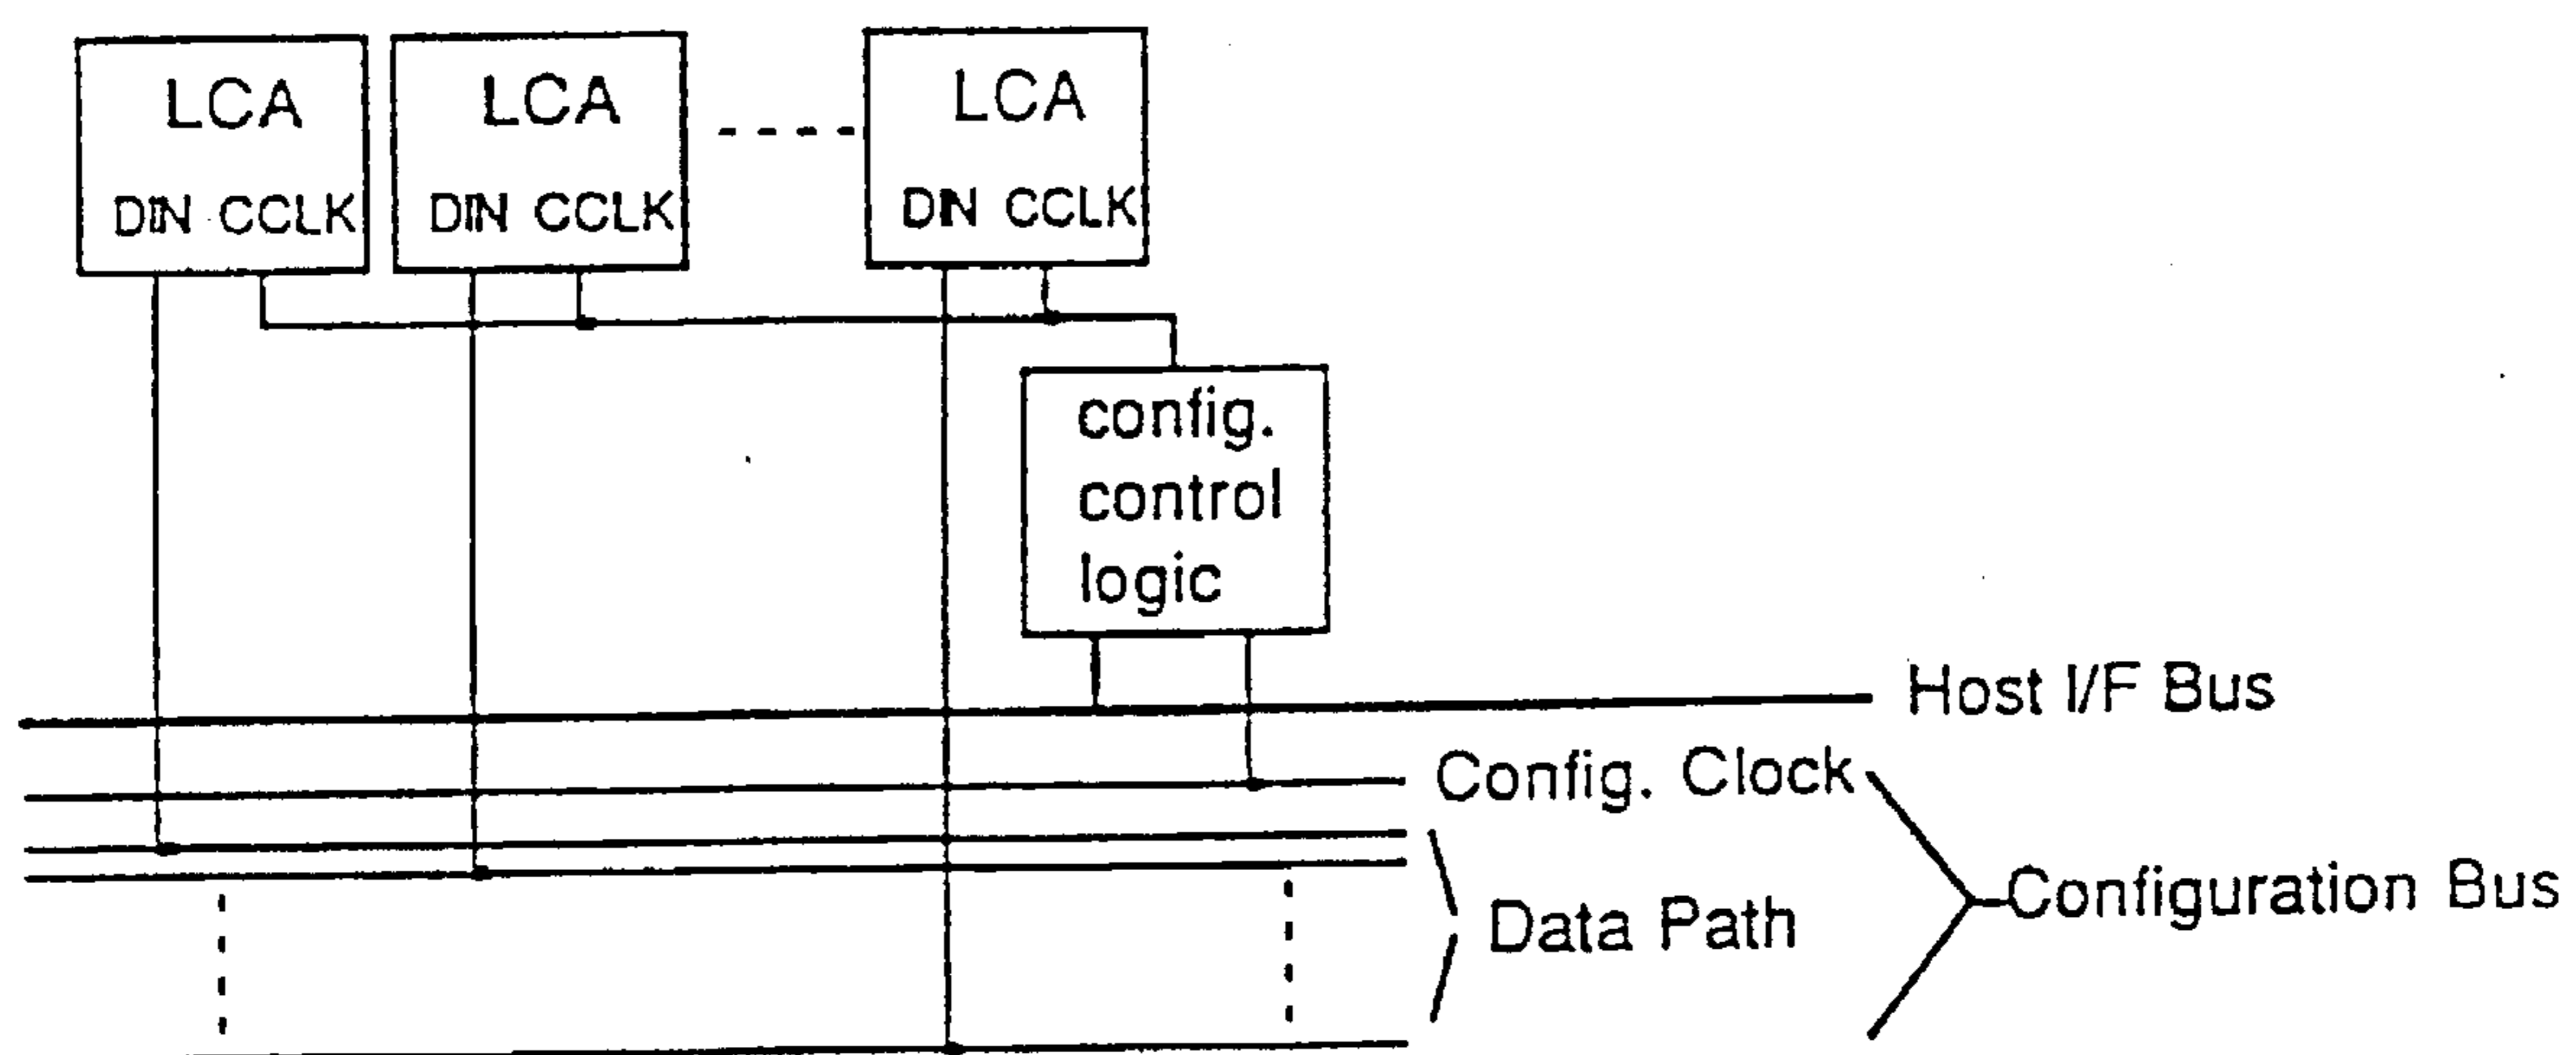 LCA
DIN CCLK
LCA
DIN CCLK
LCA
DIN CCLK
config.
control
logic
Host I/F Bus
Config. Clock
Data Path
Configuration Bus